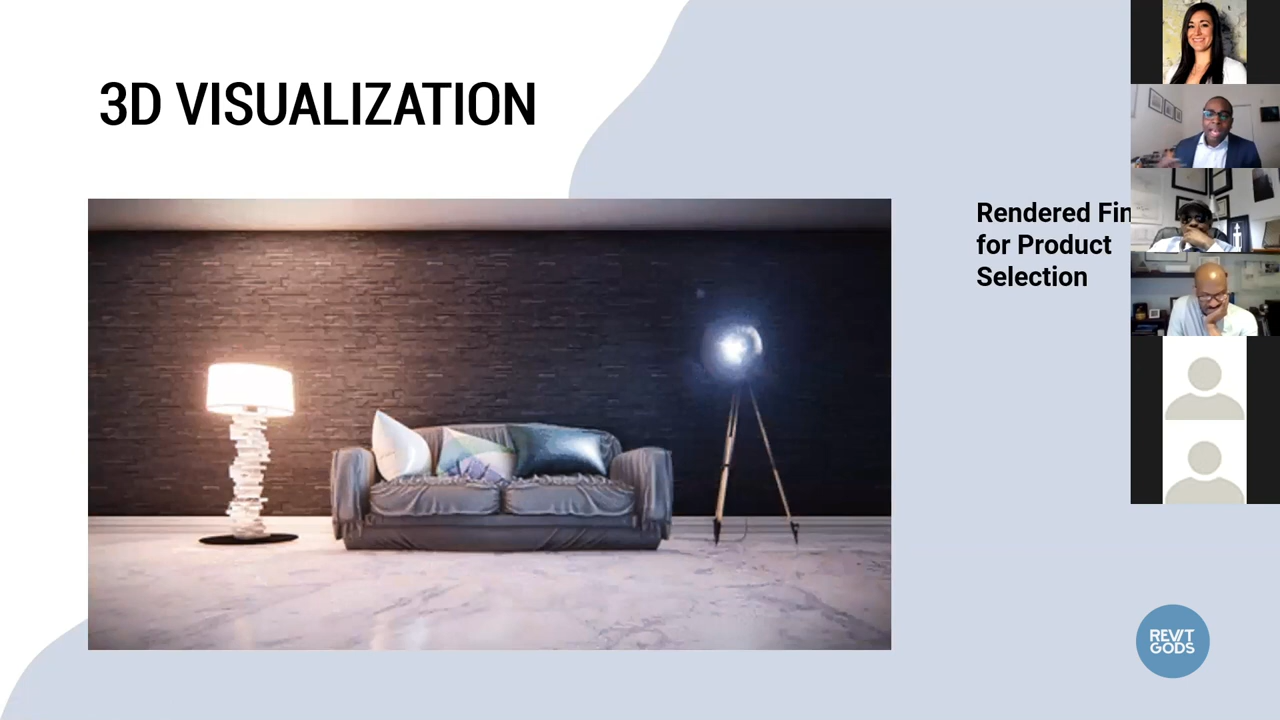 3D VISUALIZATION
Rendered Fin
for Product
Selection
REVIT
GODS